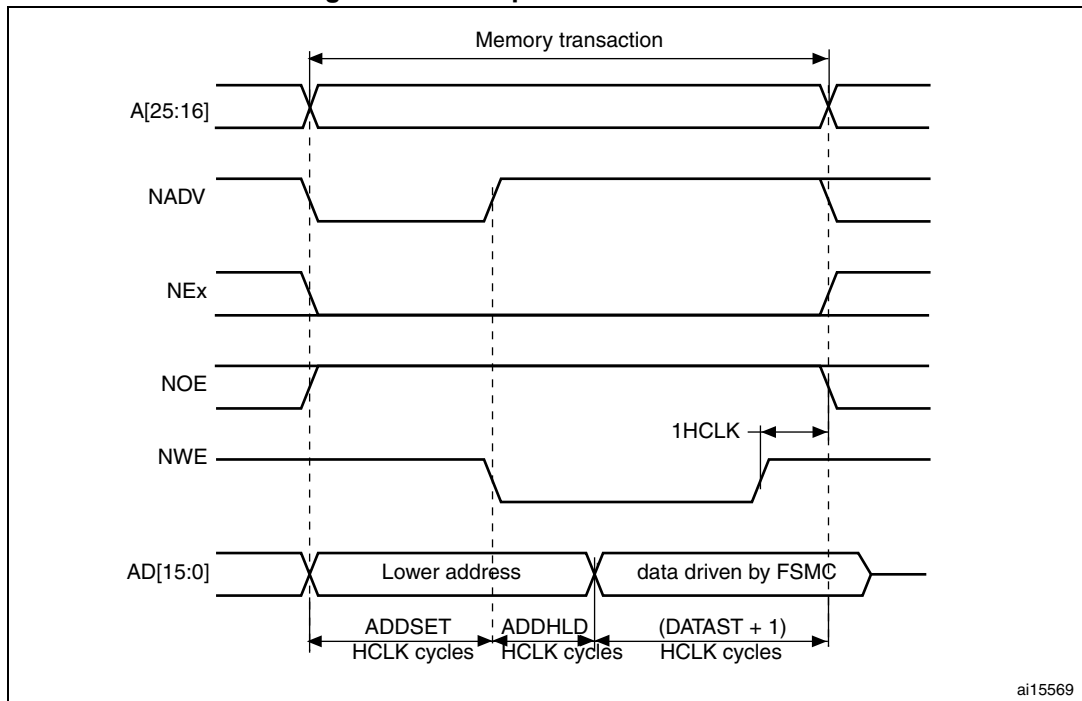 Memory transaction
A[25:16]
NADV
NEx
NOE
1HCLK
NWE
AD[15:0]
Lower address
data driven by FSMC
ADDSET
HCLK cycles
ADDHLD
HCLK cycles
(DATAST + 1)
HCLK cycles
ai15569